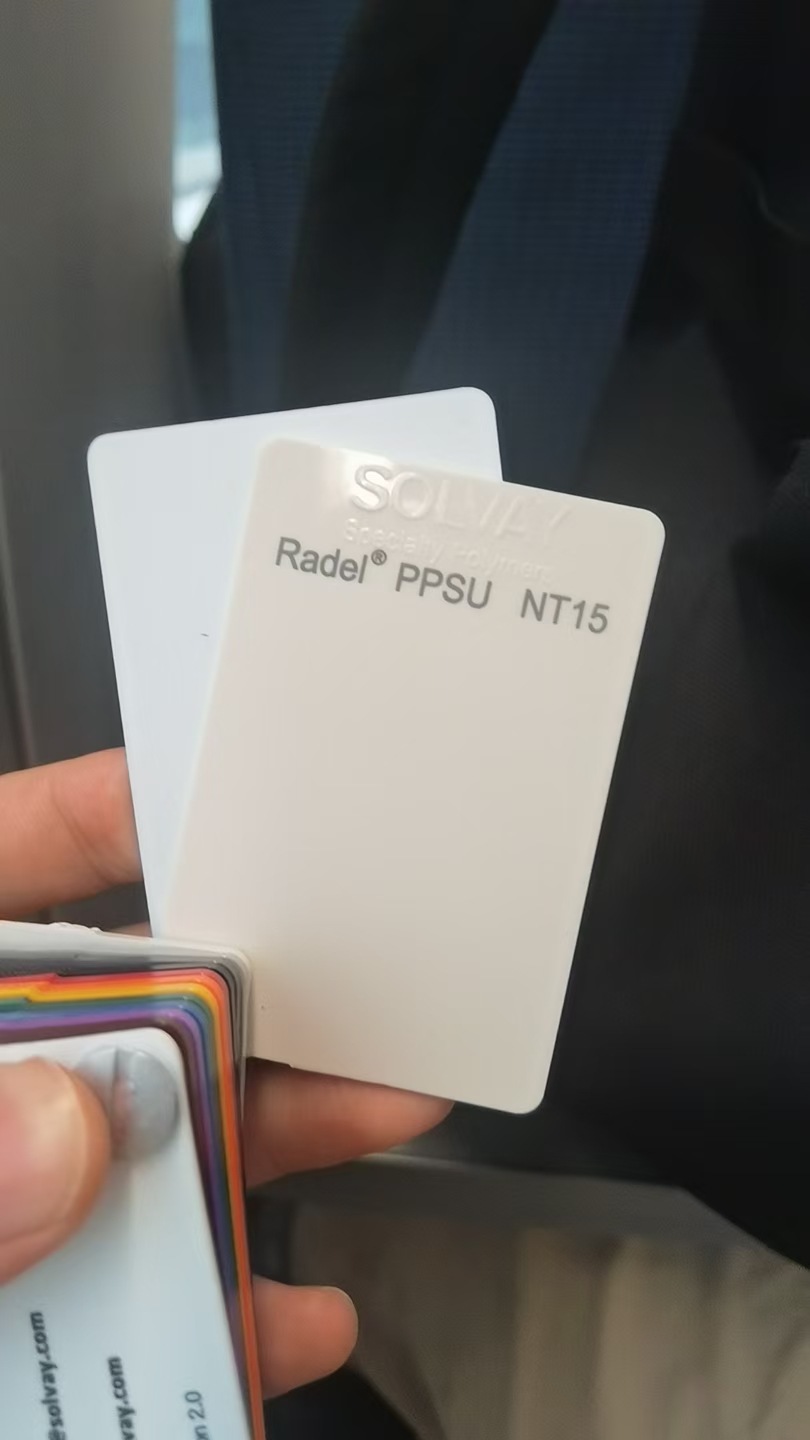 SOLVAY
Specialty Polymers
Radel® PPSU NT15
@solvay.com
vay.com
n 2.0